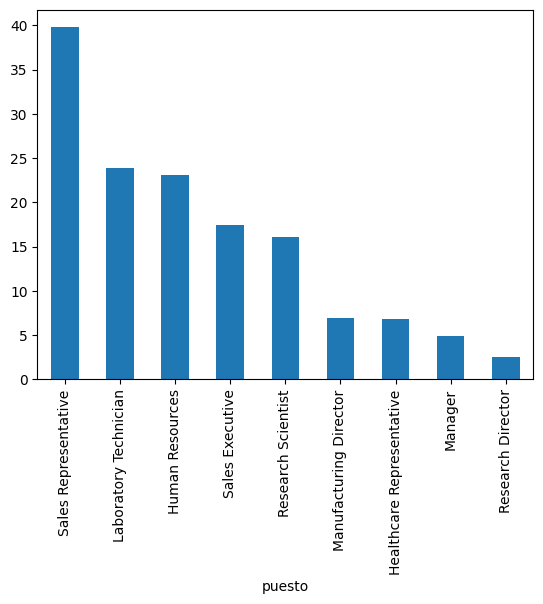 40
35
30
25
20
15
10
5
0
Sales Representative
Laboratory Technician
Human Resources
Sales Executive
Research Scientist
Manufacturing Director
Healthcare Representative
Manager
Research Director
puesto